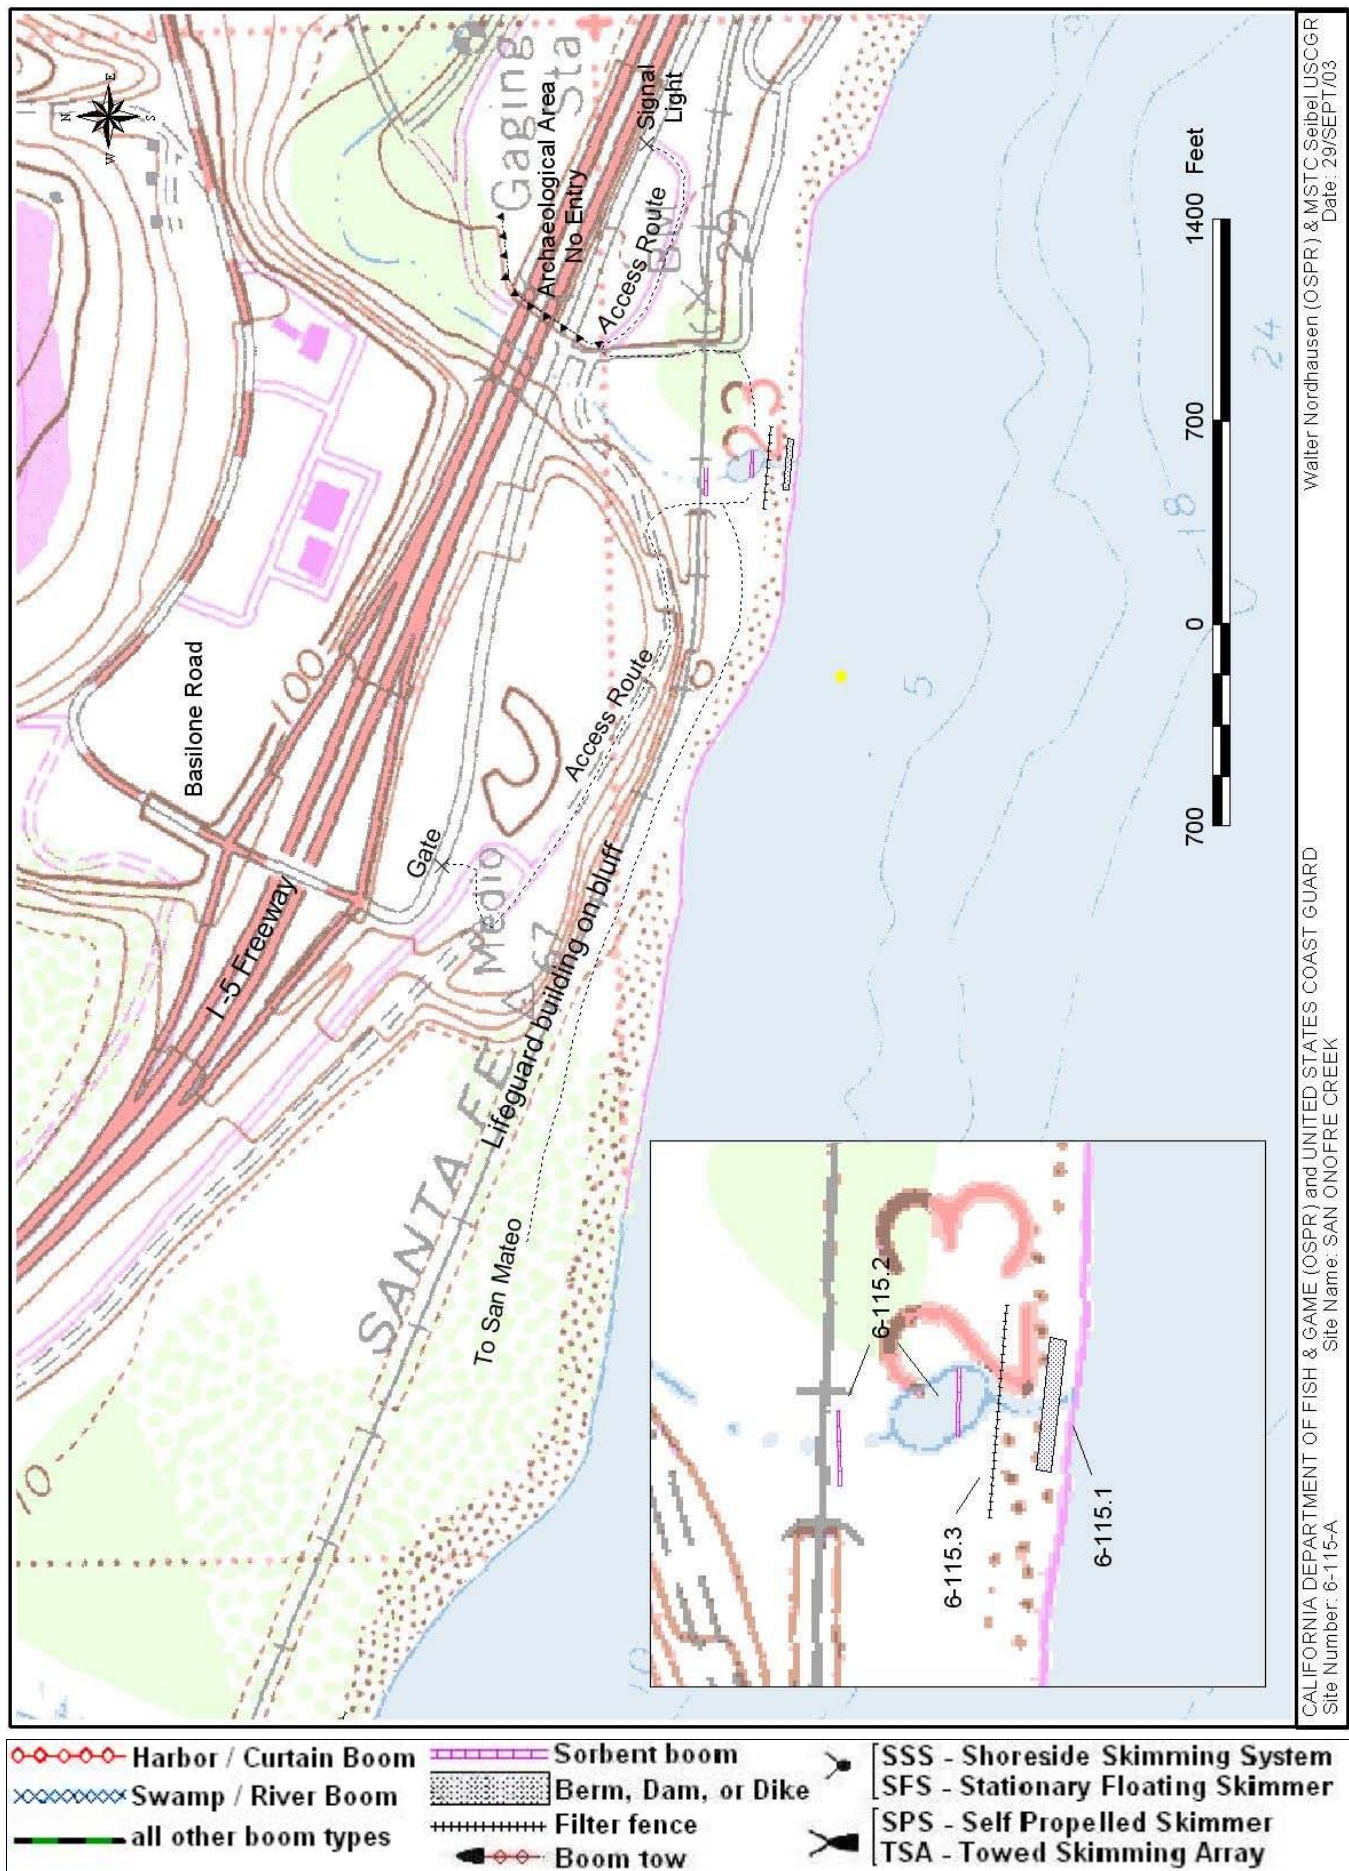 N
E
S
W
Gaging
Sta
Archaeological Area
No Entry
Signal
Light
Access Route
Basilone Road
100
Gate
Access Route
I -5 Freeway
Medio
67
Lifeguard building on bluff
SANTA FE
To San Mateo
10
23
5
18
24
10
700 0 700 1400 Feet
6-115.2
6-115.3
6-115.1
CALIFORNIA DEPARTMENT OF FISH & GAME (OSPR) and UNITED STATES COAST GUARD
Walter Nordhausen (OSPR) & MSTC Seibel USCGR
Site Number: 6-115-A
Site Name: SAN ONOFRE CREEK
Date: 29/SEPT/03
Harbor / Curtain Boom
Swamp / River Boom
all other boom types
Sorbent boom
Berm, Dam, or Dike
Filter fence
Boom tow
SSS - Shoreside Skimming System
SFS - Stationary Floating Skimmer
SPS - Self Propelled Skimmer
TSA - Towed Skimming Array